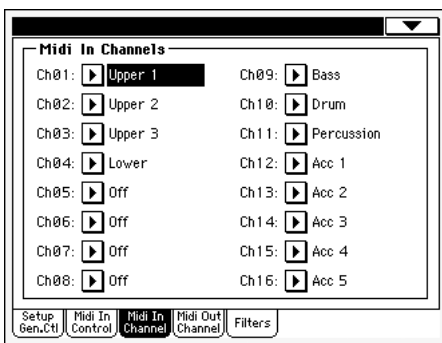 Midi In Channels
Ch01: Upper 1
Ch02: Upper 2
Ch03: Upper 3
Ch04: Lower
Ch05: Off
Ch06: Off
Ch07: Off
Ch08: Off
Ch09: Bass
Ch10: Drum
Ch11: Percussion
Ch12: Acc 1
Ch13: Acc 2
Ch14: Acc 3
Ch15: Acc 4
Ch16: Acc 5
Setup Gen.Ctl
Midi In Control
Midi In Channel
Midi Out Channel
Filters